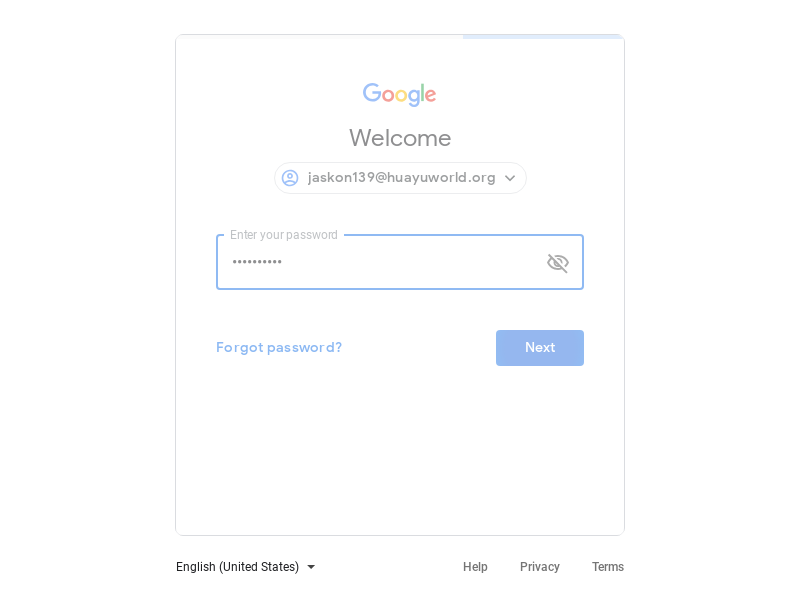 Google
Welcome
jaskon139@huayuworld.org
Enter your password
••••••••••
Forgot password?
Next
English (United States)
Help
Privacy
Terms